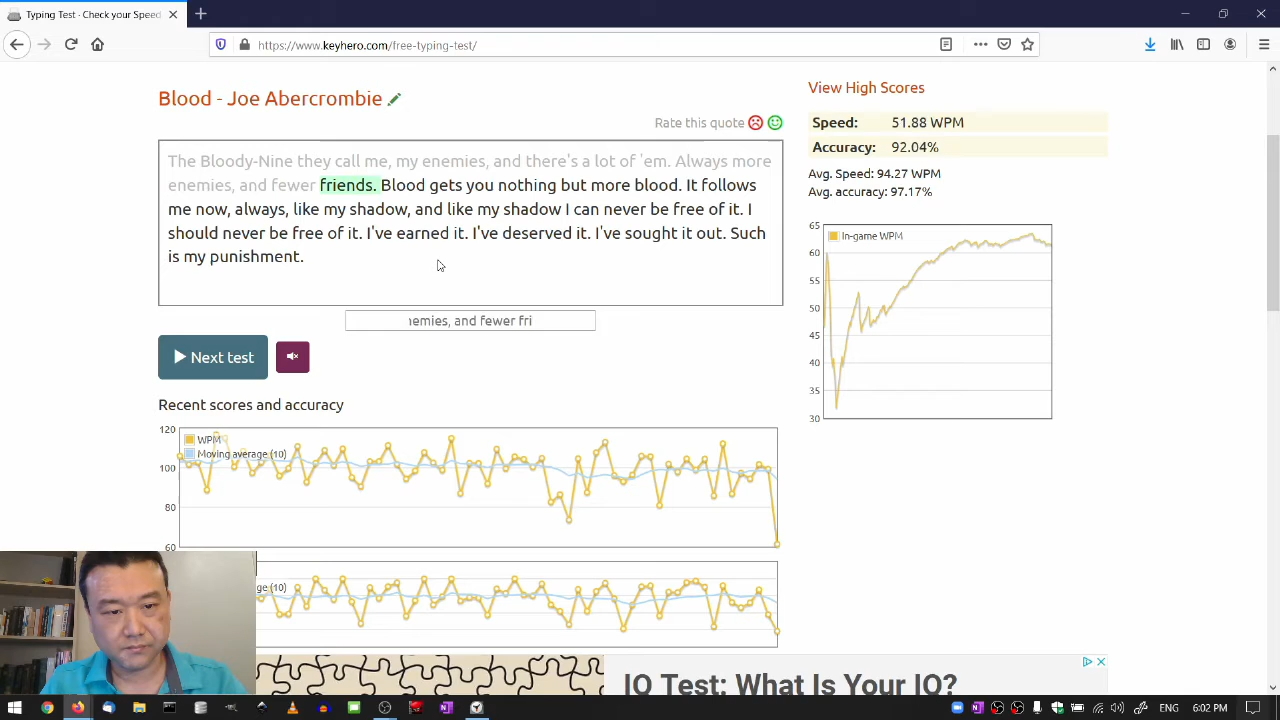 Typing Test - Check your Speed
https://www.keyhero.com/free-typing-test/
Blood - Joe Abercrombie
Rate this quote
The Bloody-Nine they call me, my enemies, and there's a lot of 'em. Always more
enemies, and fewer friends. Blood gets you nothing but more blood. It follows
me now, always, like my shadow, and like my shadow I can never be free of it. I
should never be free of it. I've earned it. I've deserved it. I've sought it out. Such
is my punishment.
emies, and fewer fri
Next test
Recent scores and accuracy
120
WPM
Moving average (10)
100
80
60
age (10)
View High Scores
Speed: 51.88 WPM
Accuracy: 92.04%
Avg. Speed: 94.27 WPM
Avg. accuracy: 97.17%
65
In-game WPM
60
55
50
45
40
35
30
IQ Test: What Is Your IQ?
ENG
6:02 PM